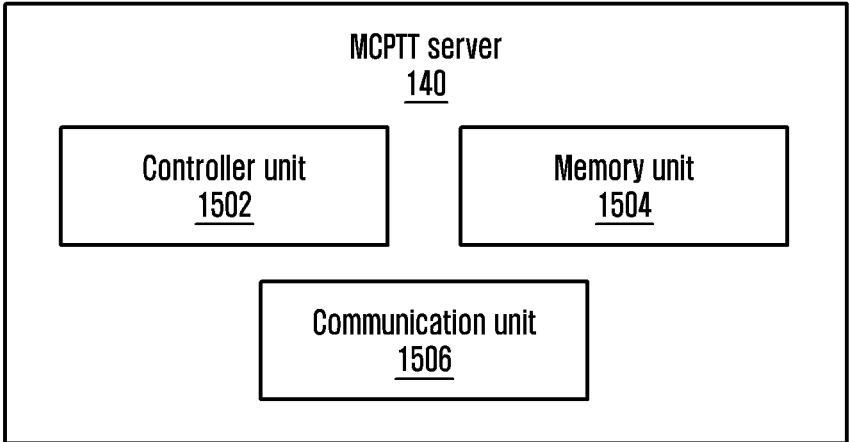 MCPTT server
140
Controller unit
1502
Memory unit
1504
Communication unit
1506